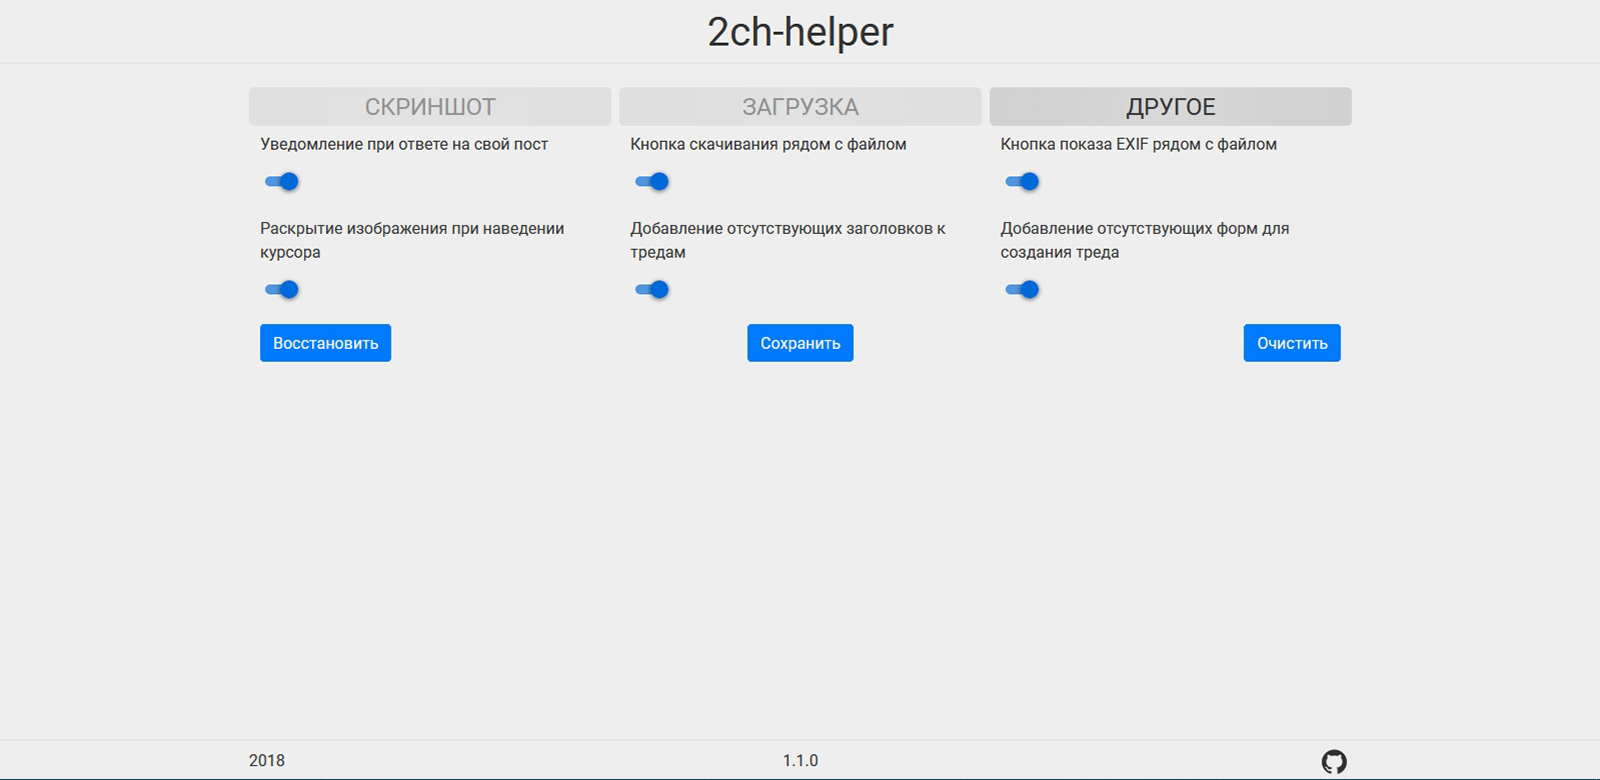 2ch-helper
СКРИНШОТ
ЗАГРУЗКА
ДРУГОЕ
Уведомление при ответе на свой пост
Кнопка скачивания рядом с файлом
Кнопка показа EXIF рядом с файлом
Раскрытие изображения при наведении
курсора
Добавление отсутствующих заголовков к
тредам
Добавление отсутствующих форм для
создания треда
Восстановить
Сохранить
Очистить
2018
1.1.0